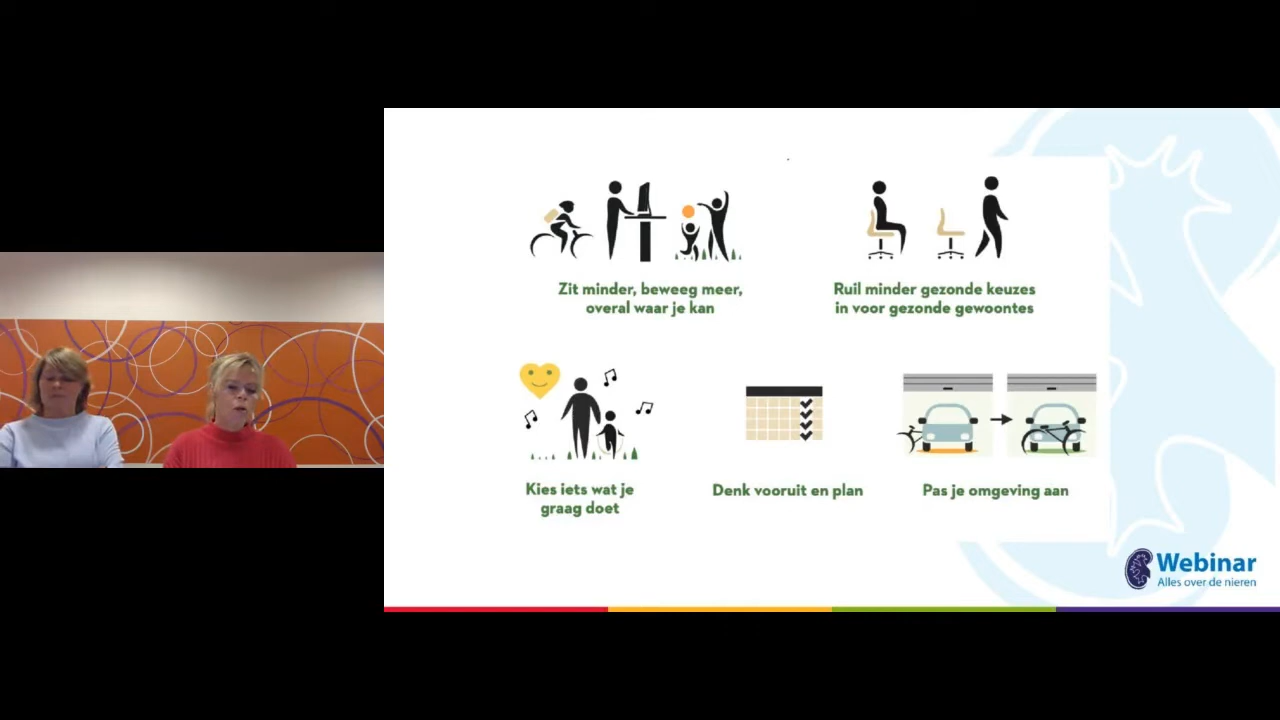 Zit minder, beweeg meer,
overal waar je kan
Ruil minder gezonde keuzes
in voor gezonde gewoontes
Kies iets wat je
graag doet
Denk vooruit en plan
Pas je omgeving aan
Webinar
Alles over de nieren